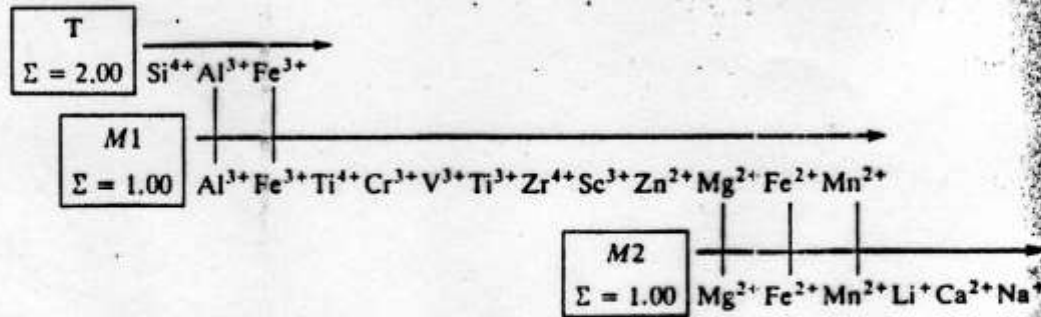 T
Σ = 2.00 Si⁴⁺Al³⁺Fe³⁺
M1
Σ = 1.00 Al³⁺Fe³⁺Ti⁴⁺Cr³⁺V³⁺Ti³⁺Zr⁴⁺Sc³⁺Zn²⁺Mg²⁺Fe²⁺Mn²⁺
M2
Σ = 1.00 Mg²⁺Fe²⁺Mn²⁺Li⁺Ca²⁺Na⁺